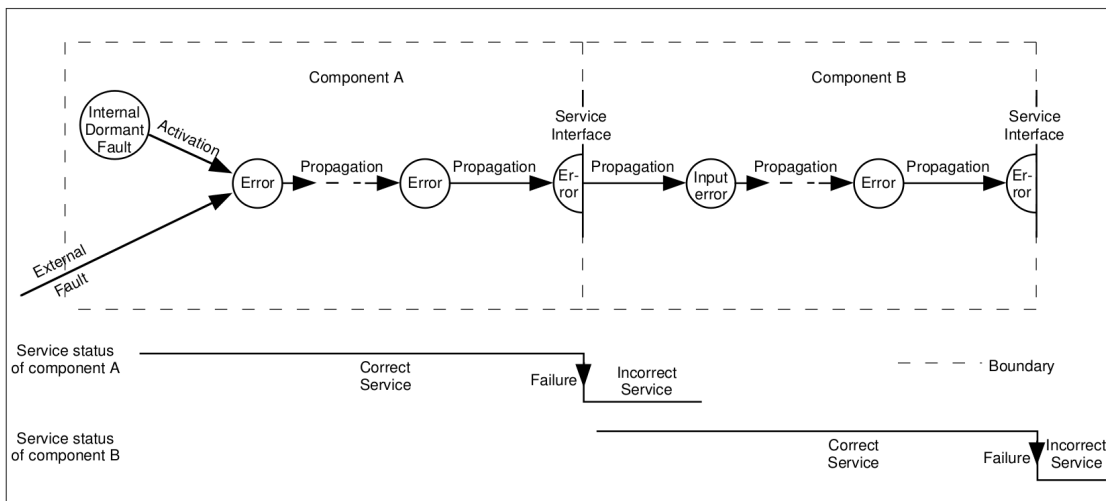 Component A
Component B
Internal
Dormant
Fault
Activation
Service
Interface
Service
Interface
Error
Propagation
Error
Propagation
Er-
ror
Propagation
Input
error
Propagation
Error
Propagation
Er-
ror
External
Fault
Service status
of component A
Correct
Service
Failure
Incorrect
Service
Boundary
Service status
of component B
Correct
Service
Failure
Incorrect
Service